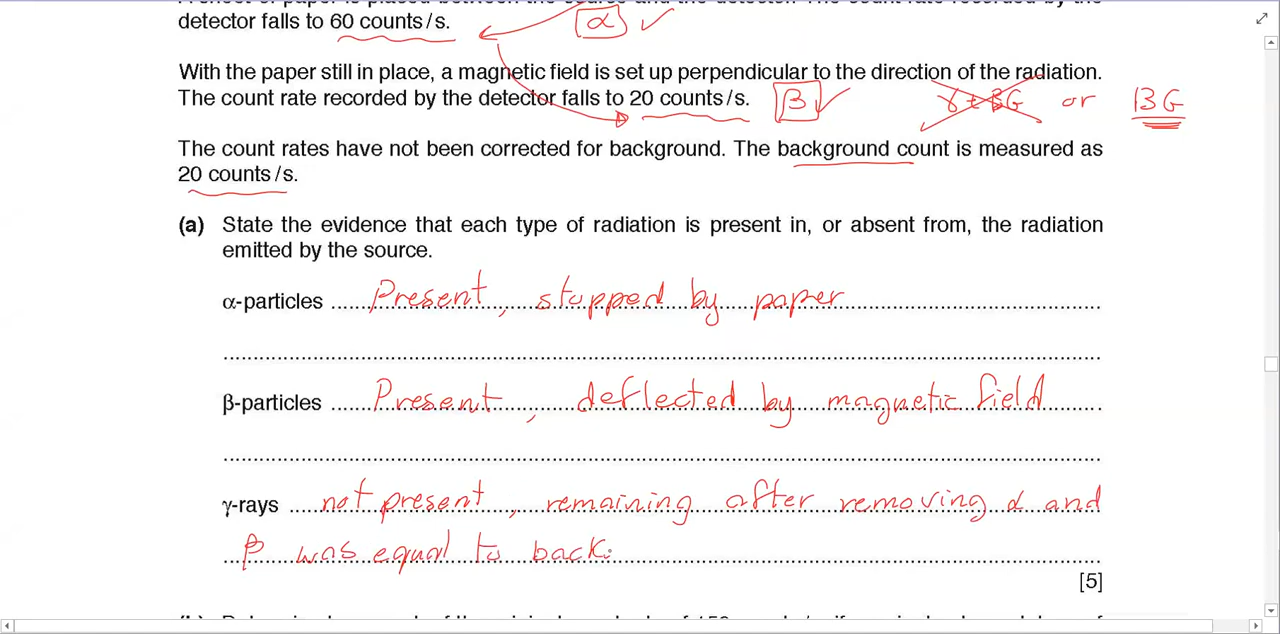 detector falls to 60 counts/s. α ✓
With the paper still in place, a magnetic field is set up perpendicular to the direction of the radiation.
The count rate recorded by the detector falls to 20 counts/s. β ✓ γ + BG or BG
The count rates have not been corrected for background. The background count is measured as
20 counts/s.
(a) State the evidence that each type of radiation is present in, or absent from, the radiation
emitted by the source.
α-particles Present, stopped by paper
β-particles Present, deflected by magnetic field
γ-rays not present, remaining after removing α and
β was equal to back
[5]